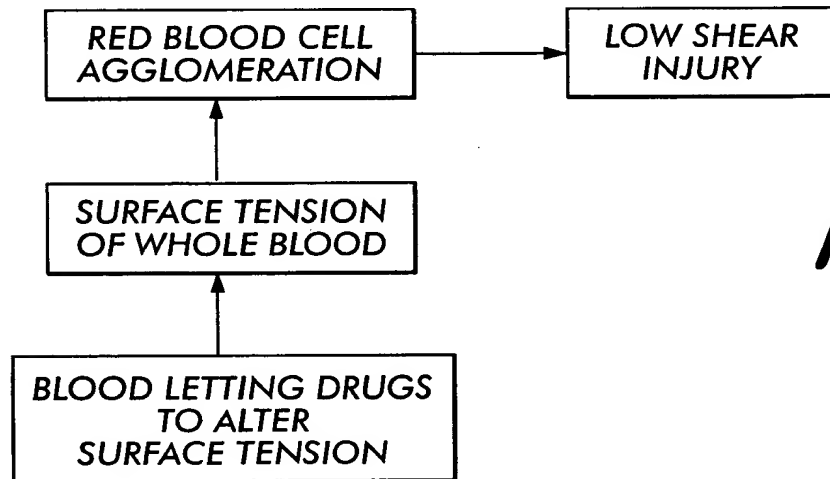 RED BLOOD CELL
AGGLOMERATION
LOW SHEAR
INJURY
SURFACE TENSION
OF WHOLE BLOOD
BLOOD LETTING DRUGS
TO ALTER
SURFACE TENSION